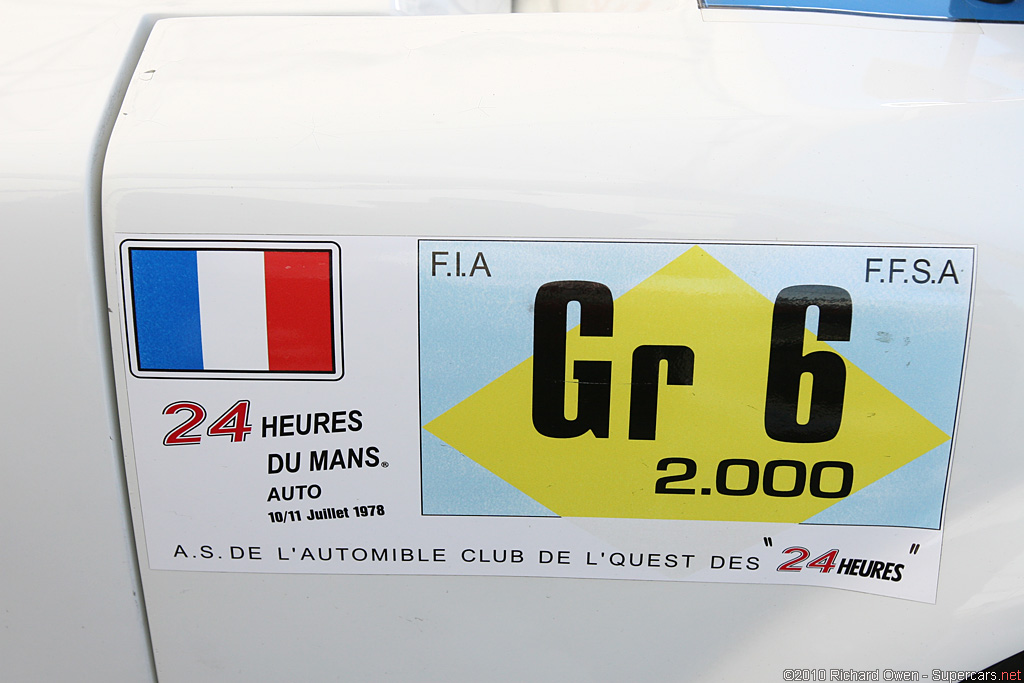 F.I.A
F.F.S.A
Gr 6
2.000
24 HEURES
DU MANS®
AUTO
10/11 Juillet 1978
A.S. DE L'AUTOMIBLE CLUB DE L'QUEST DES "24 HEURES"
©2010 Richard Owen - Supercars.net